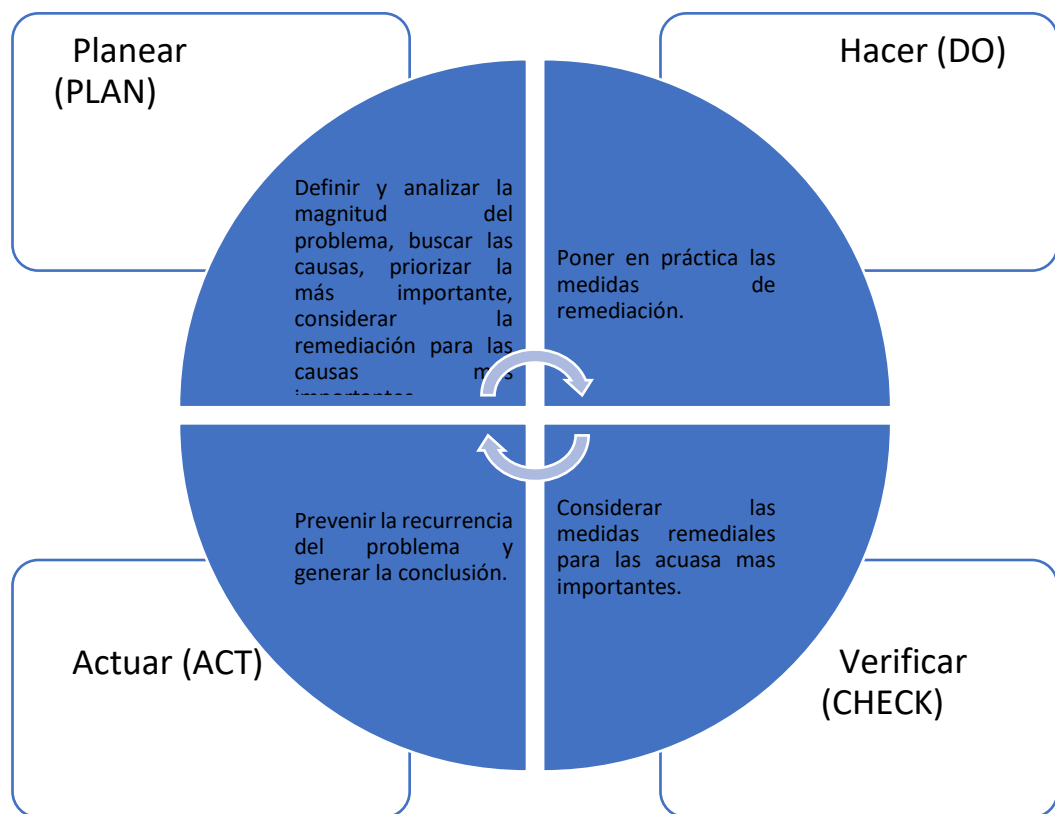 Planear
(PLAN)
Hacer (DO)
Definir y analizar la
magnitud del
problema, buscar las
causas, priorizar la
más importante,
considerar la
remediación para las
causas mas
importantes
Poner en práctica las
medidas de
remediación.
Prevenir la recurrencia
del problema y
generar la conclusión.
Considerar las
medidas remediales
para las acuasa mas
importantes.
Actuar (ACT)
Verificar
(CHECK)